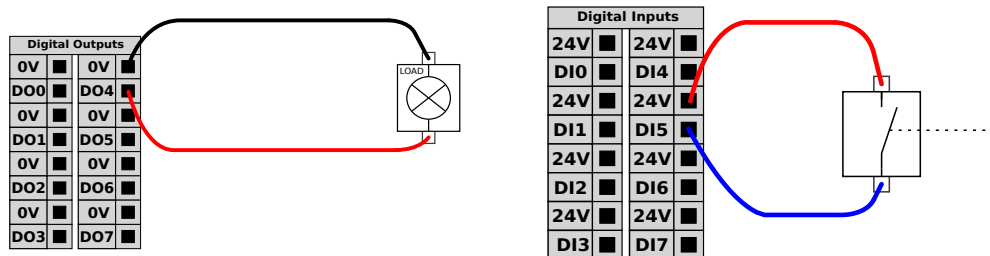 Digital Outputs
0V 0V
DO0 DO4
0V 0V
DO1 DO5
0V 0V
DO2 DO6
0V 0V
DO3 DO7
LOAD
Digital Inputs
24V 24V
DI0 DI4
24V 24V
DI1 DI5
24V 24V
DI2 DI6
24V 24V
DI3 DI7